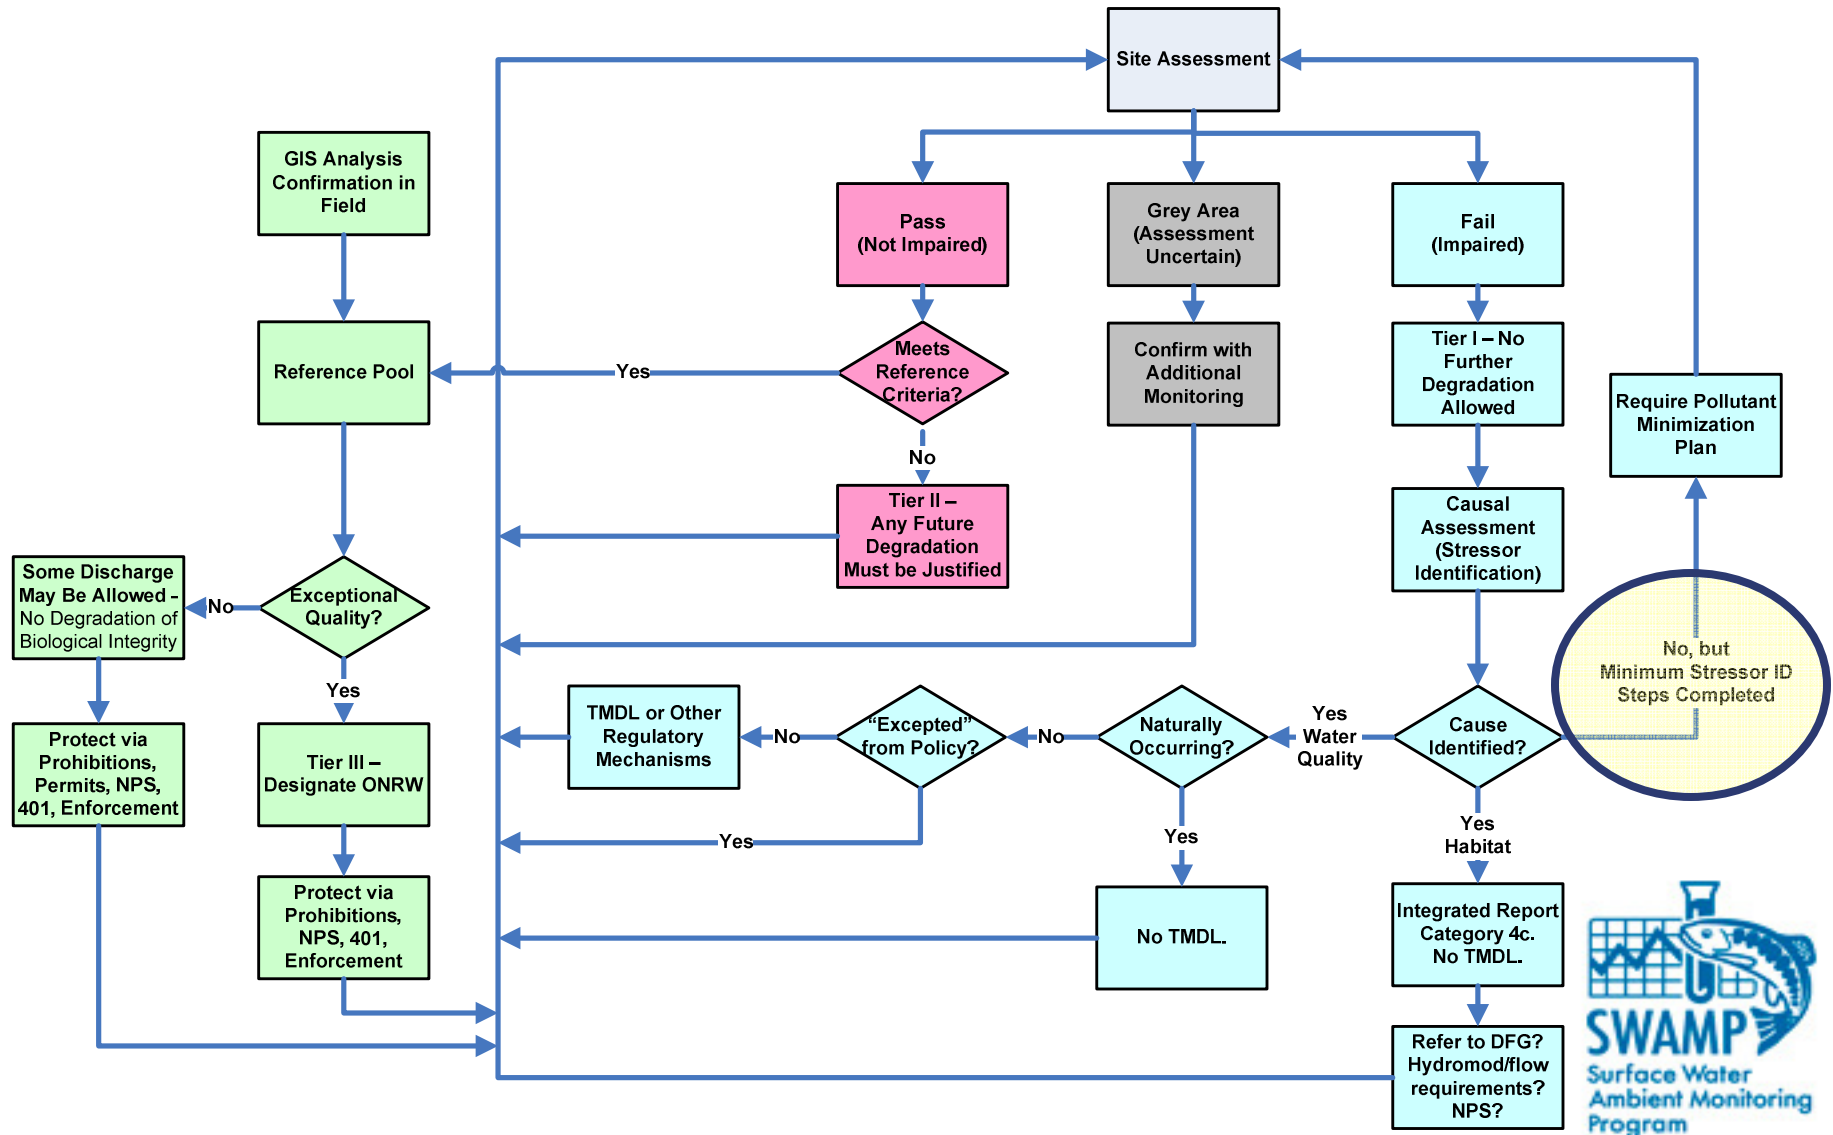 Site Assessment
GIS Analysis
Confirmation in
Field
Pass
(Not Impaired)
Grey Area
(Assessment
Uncertain)
Fail
(Impaired)
Reference Pool
Yes
Meets
Reference
Criteria?
Confirm with
Additional
Monitoring
Tier I – No
Further
Degradation
Allowed
Require Pollutant
Minimization
Plan
No
Tier II –
Any Future
Degradation
Must be Justified
Causal
Assessment
(Stressor
Identification)
Some Discharge
May Be Allowed -
No Degradation of
Biological Integrity
No
Exceptional
Quality?
Yes
No, but
Minimum Stressor ID
Steps Completed
Protect via
Prohibitions,
Permits, NPS,
401, Enforcement
Tier III –
Designate ONRW
TMDL or Other
Regulatory
Mechanisms
No
“Excepted”
from Policy?
No
Naturally
Occurring?
Yes
Water
Quality
Cause
Identified?
Yes
Yes
Yes
Habitat
Protect via
Prohibitions,
NPS, 401,
Enforcement
No TMDL.
Integrated Report
Category 4c.
No TMDL.
Refer to DFG?
Hydromod/flow
requirements?
NPS?
SWAMP
Surface Water
Ambient Monitoring
Program